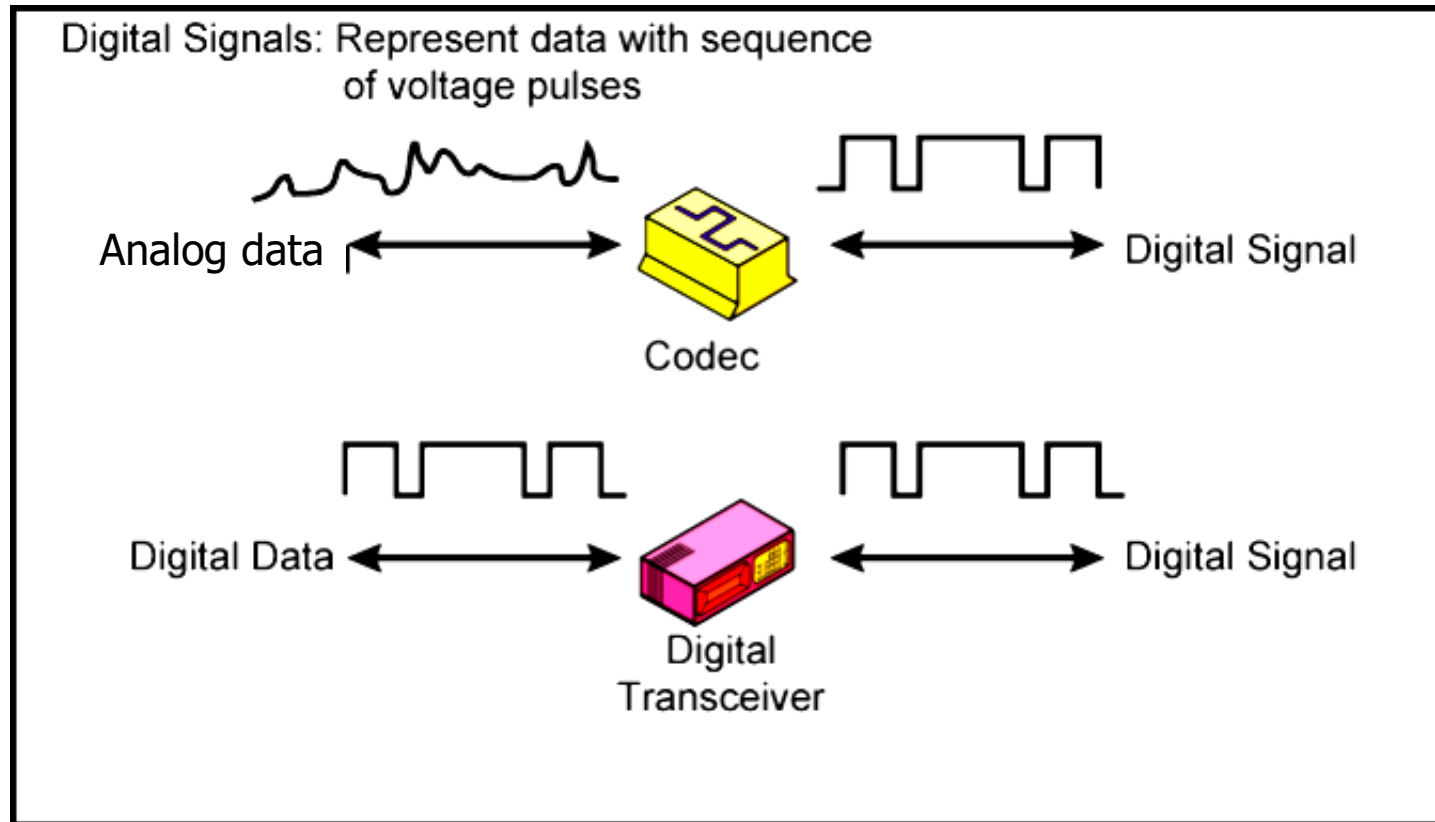 Digital Signals: Represent data with sequence
of voltage pulses
Analog data
Digital Signal
Codec
Digital Data
Digital Signal
Digital
Transceiver